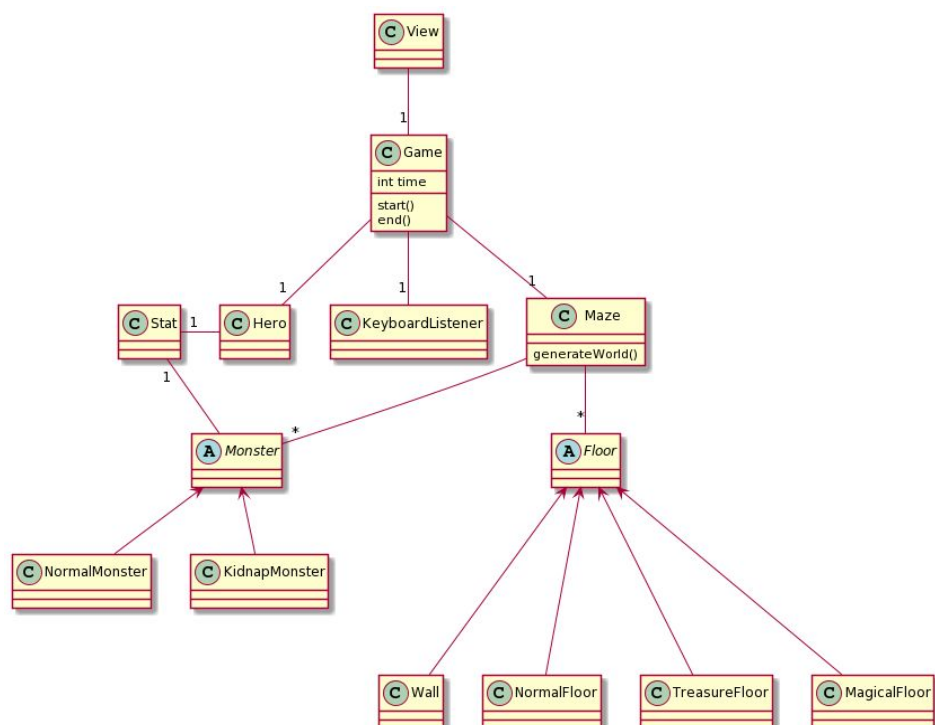 C View
1
C Game
int time
start()
end()
1
1
1
C Stat
1
C Hero
C KeyboardListener
C Maze
generateWorld()
1
*
*
A Monster
A Floor
C NormalMonster
C KidnapMonster
C Wall
C NormalFloor
C TreasureFloor
C MagicalFloor